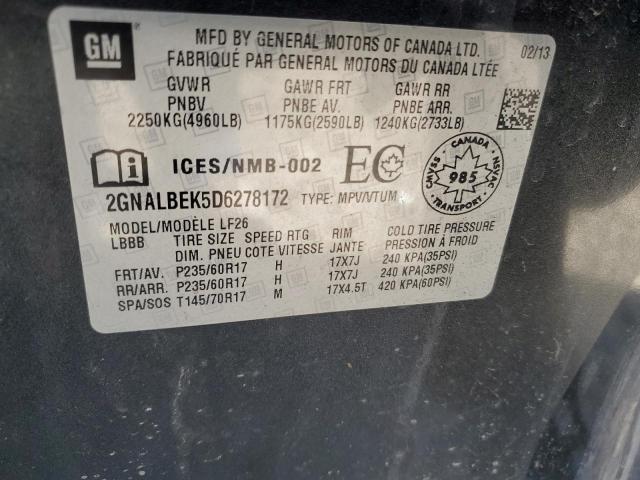 GM
MFD BY GENERAL MOTORS OF CANADA LTD. 02/13
FABRIQUÉ PAR GENERAL MOTORS DU CANADA LTÉE
GVWR GAWR FRT GAWR RR
PNBV PNBE AV. PNBE ARR.
2250KG(4960LB) 1175KG(2590LB) 1240KG(2733LB)
ICES/NMB-002 EC CANADA CMVSS 985 NSVAC
2GNALBEK5D6278172 TYPE: MPV/VTUM
MODEL/MODÈLE LF26
LBBB TIRE SIZE SPEED RTG RIM COLD TIRE PRESSURE
DIM. PNEU COTE VITESSE JANTE PRESSION À FROID
FRT/AV. P235/60R17 H 17X7J 240 KPA(35PSI)
RR/ARR. P235/60R17 H 17X7J 240 KPA(35PSI)
SPA/SOS T145/70R17 M 17X4.5T 420 KPA(60PSI)